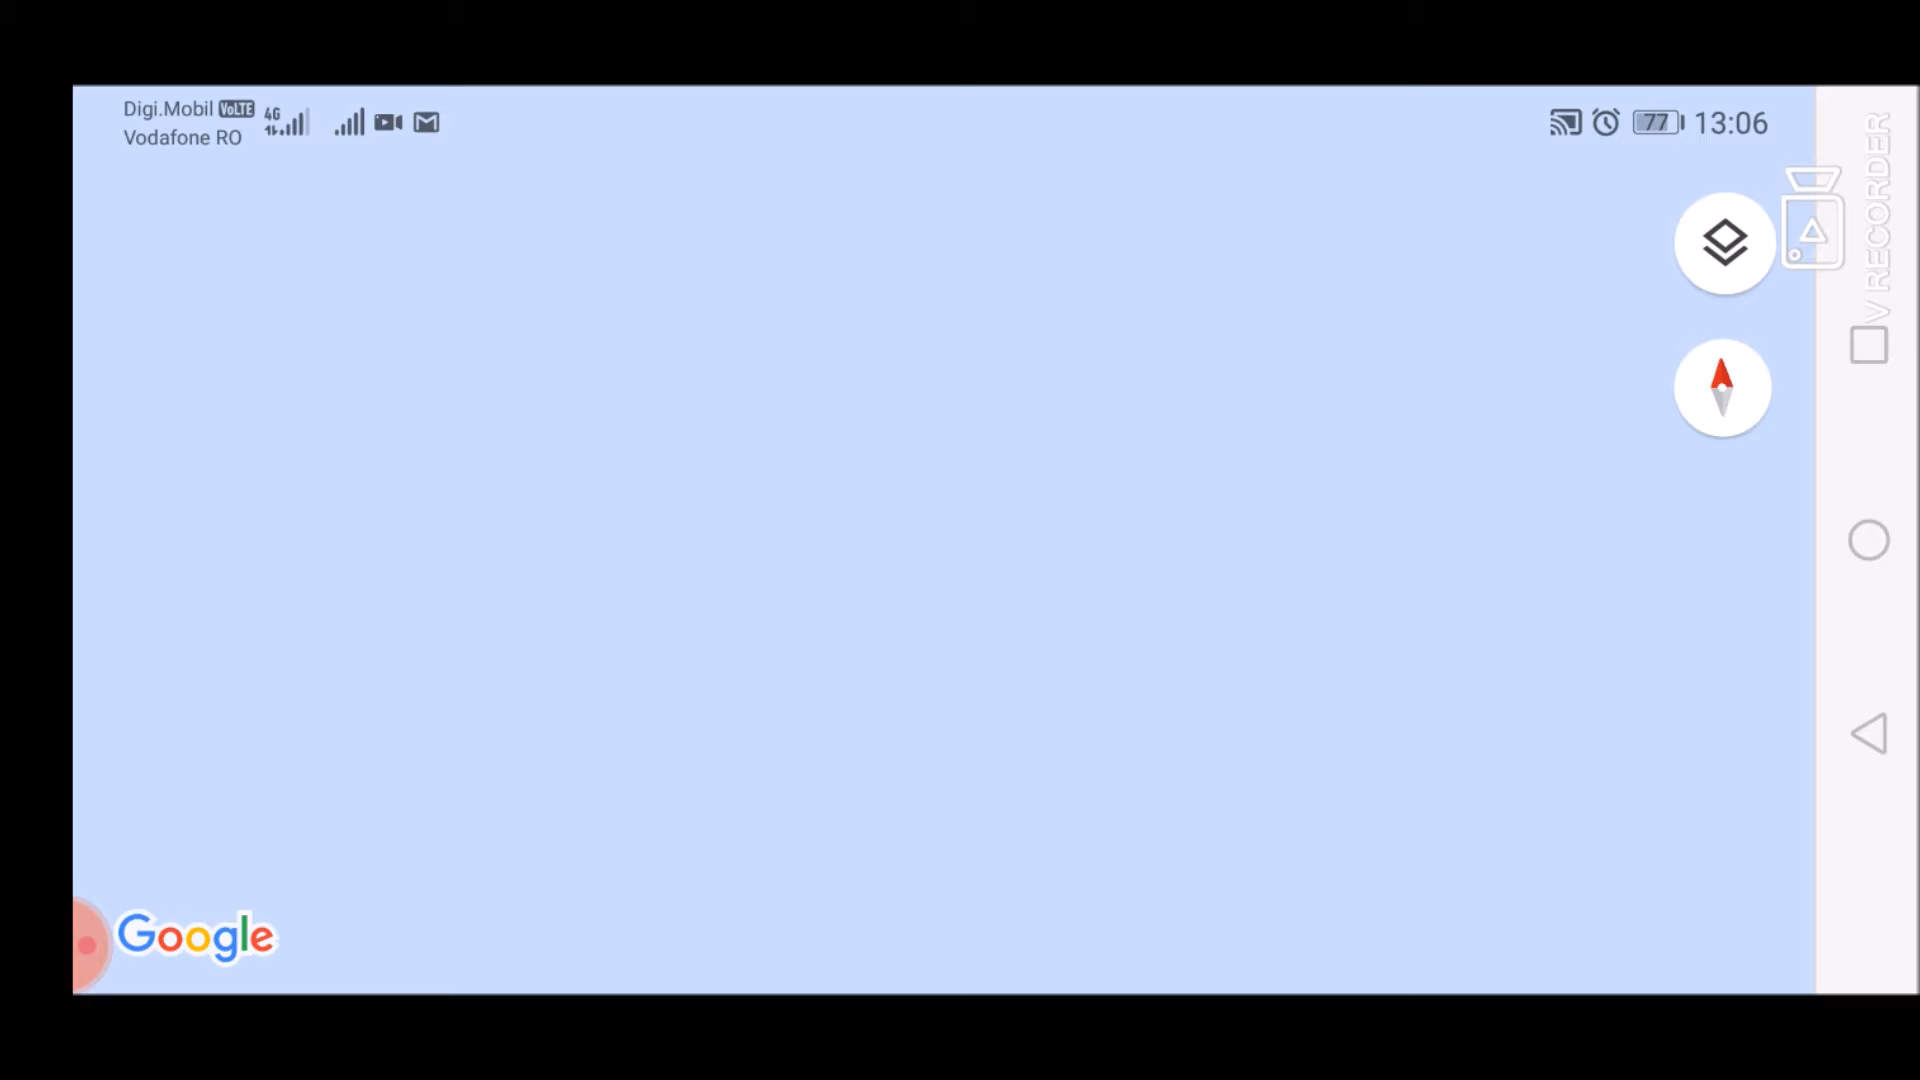 Digi.Mobil VoLTE 4G
Vodafone RO
77 13:06
V RECORDER
Google